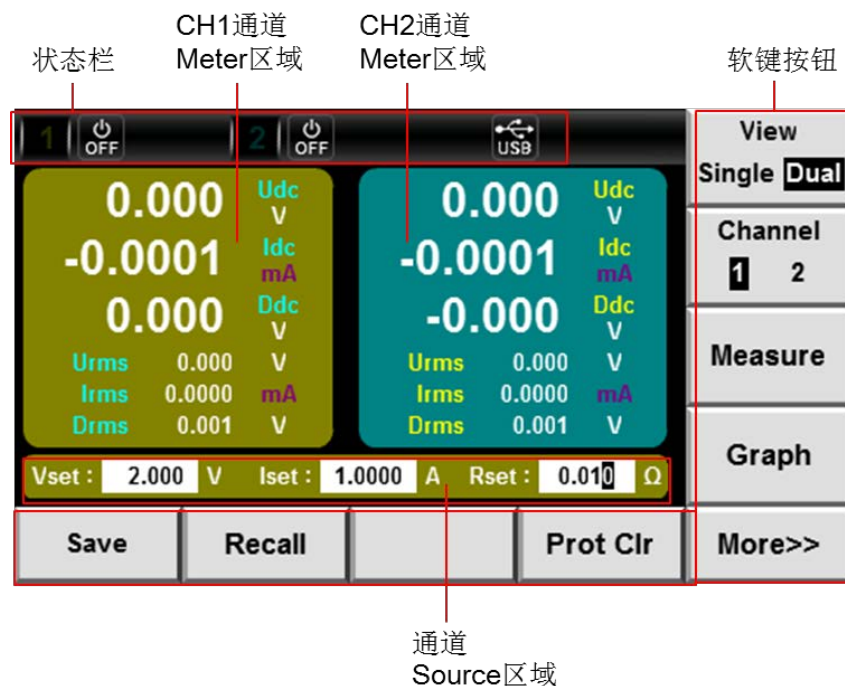 CH1通道
Meter区域
CH2通道
Meter区域
状态栏
软键按钮
1 OFF 2 OFF USB
View
Single Dual
Channel
1 2
Measure
Graph
More>>
0.000 Udc V
-0.0001 Idc mA
0.000 Ddc V
Urms 0.000 V
Irms 0.0000 mA
Drms 0.001 V
0.000 Udc V
-0.0001 Idc mA
-0.000 Ddc V
Urms 0.000 V
Irms 0.0000 mA
Drms 0.001 V
Vset : 2.000 V Iset : 1.0000 A Rset : 0.010 Ω
Save Recall Prot Clr
通道
Source区域